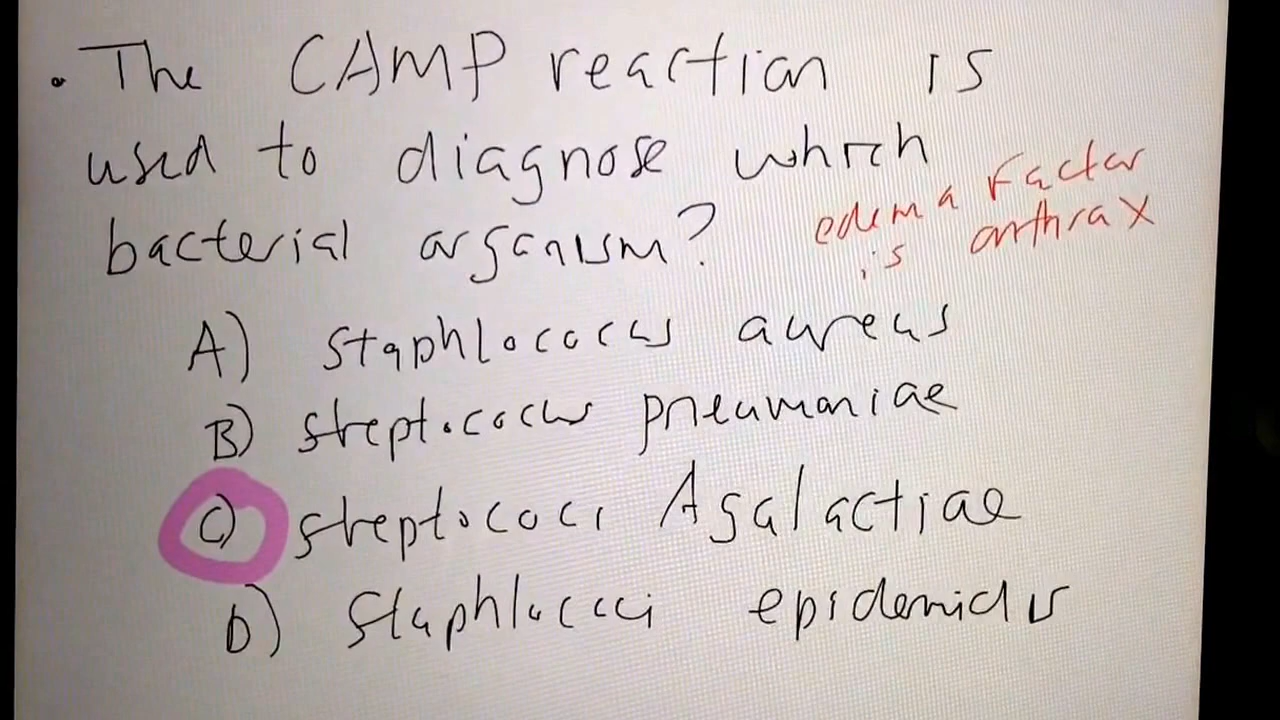 . The CAMP reaction is
used to diagnose which
bacterial organism?
edema factor
is anthrax
A) Staphlococcus aureus
B) Streptococcus pneumoniae
C) Streptococci Agalactiae
D) Staphlococci epidemidis